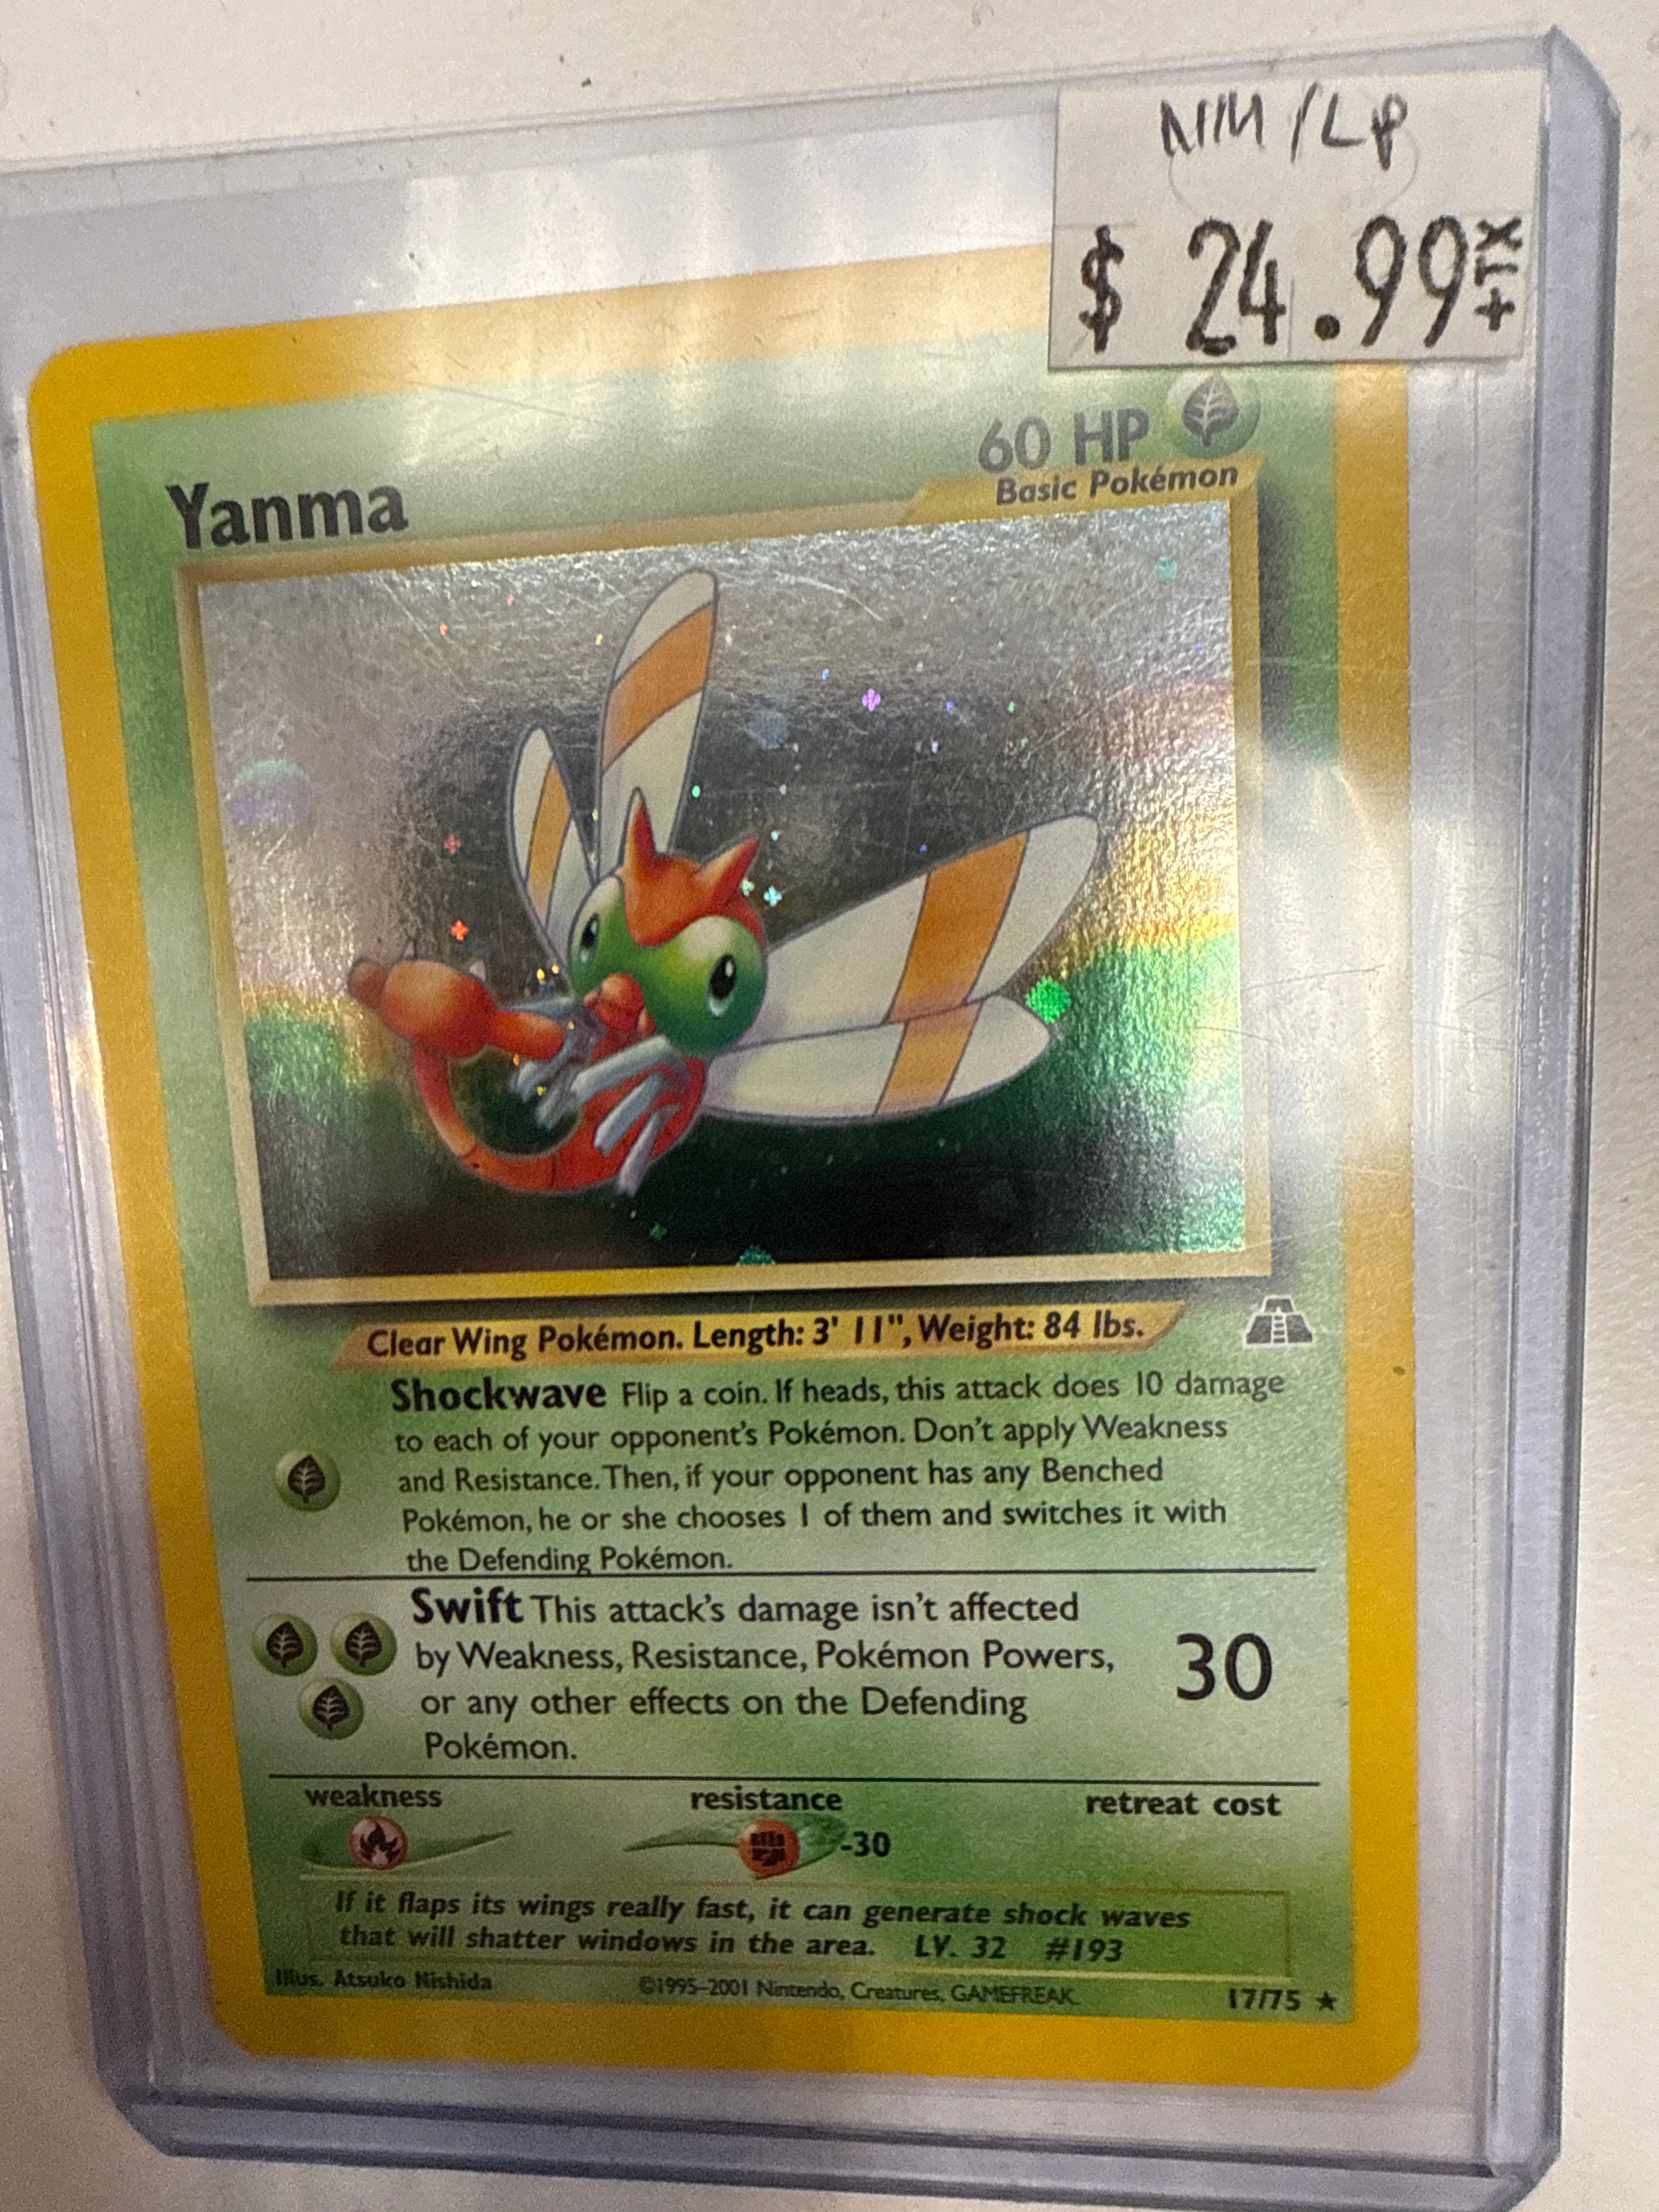 NM/LP
$ 24.99 +TX
60 HP
Basic Pokémon
Yanma
Clear Wing Pokémon. Length: 3' 11", Weight: 84 lbs.
Shockwave Flip a coin. If heads, this attack does 10 damage
to each of your opponent's Pokémon. Don't apply Weakness
and Resistance. Then, if your opponent has any Benched
Pokémon, he or she chooses 1 of them and switches it with
the Defending Pokémon.
Swift This attack's damage isn't affected
by Weakness, Resistance, Pokémon Powers,
or any other effects on the Defending
Pokémon.
30
weakness resistance retreat cost
-30
If it flaps its wings really fast, it can generate shock waves
that will shatter windows in the area. LV. 32 #193
Illus. Atsuko Nishida ©1995–2001 Nintendo, Creatures, GAMEFREAK. 17/75 ★